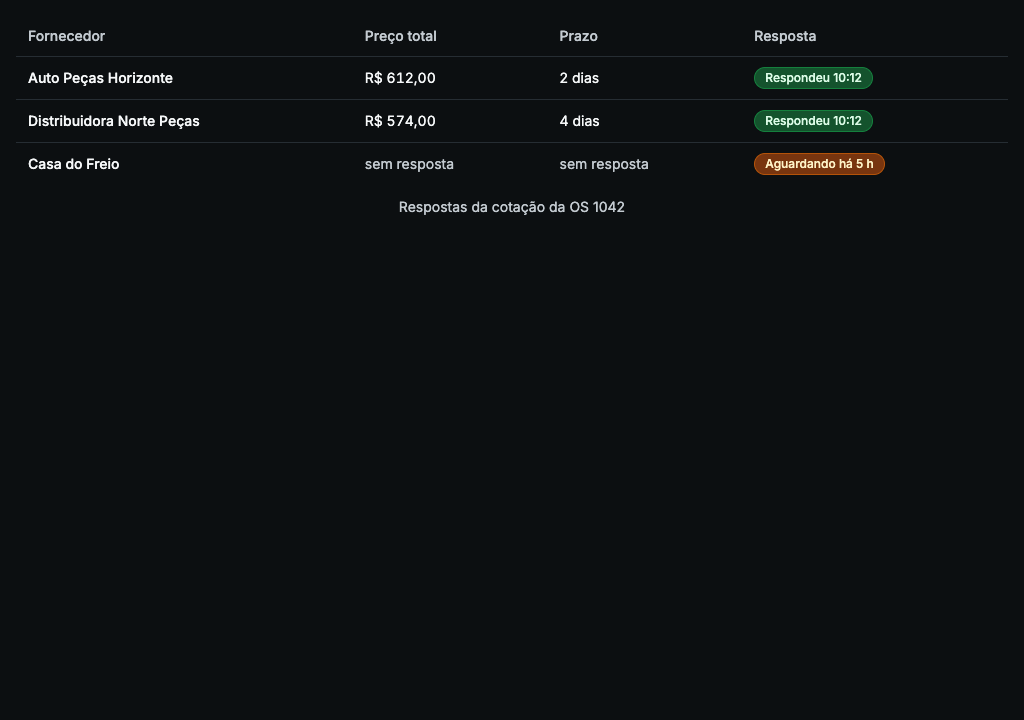 Fornecedor Preço total Prazo Resposta
Auto Peças Horizonte R$ 612,00 2 dias Respondeu 10:12
Distribuidora Norte Peças R$ 574,00 4 dias Respondeu 10:12
Casa do Freio sem resposta sem resposta Aguardando há 5 h
Respostas da cotação da OS 1042